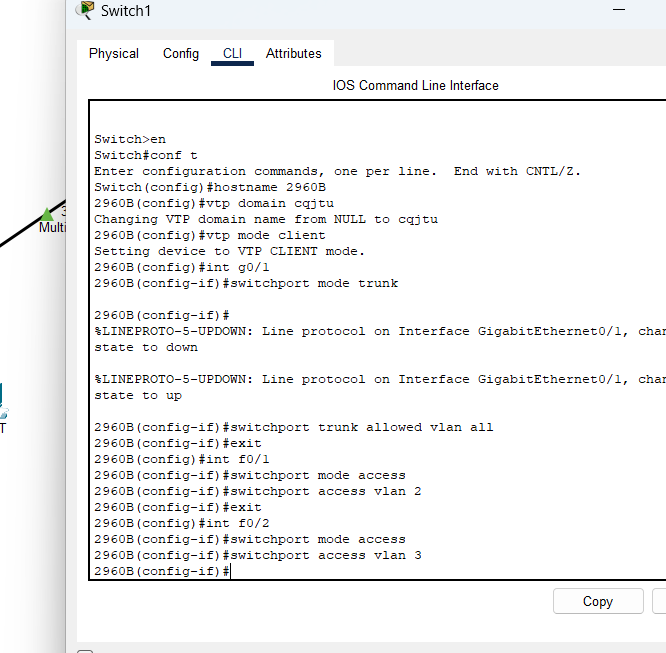 Switch1
Physical Config CLI Attributes
IOS Command Line Interface
Switch>en
Switch#conf t
Enter configuration commands, one per line.  End with CNTL/Z.
Switch(config)#hostname 2960B
2960B(config)#vtp domain cqjtu
Changing VTP domain name from NULL to cqjtu
2960B(config)#vtp mode client
Setting device to VTP CLIENT mode.
2960B(config)#int g0/1
2960B(config-if)#switchport mode trunk
2960B(config-if)#
%LINEPROTO-5-UPDOWN: Line protocol on Interface GigabitEthernet0/1, chan
state to down
%LINEPROTO-5-UPDOWN: Line protocol on Interface GigabitEthernet0/1, chan
state to up
2960B(config-if)#switchport trunk allowed vlan all
2960B(config-if)#exit
2960B(config)#int f0/1
2960B(config-if)#switchport mode access
2960B(config-if)#switchport access vlan 2
2960B(config-if)#exit
2960B(config)#int f0/2
2960B(config-if)#switchport mode access
2960B(config-if)#switchport access vlan 3
2960B(config-if)#
Copy
3
Multi
T